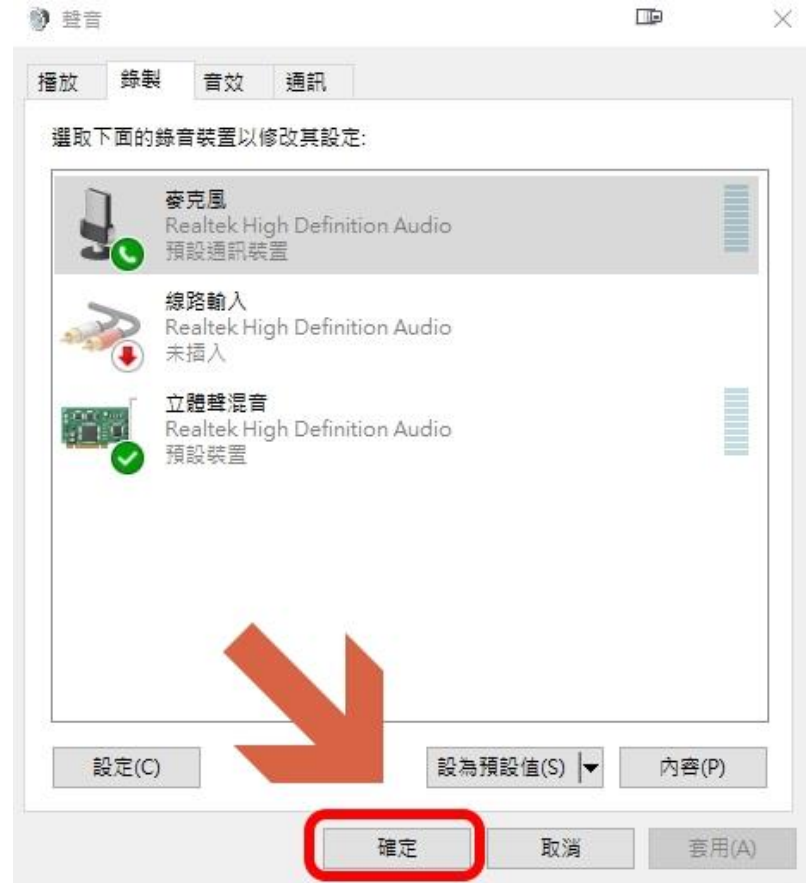 聲音
播放 錄製 音效 通訊
選取下面的錄音裝置以修改其設定:
麥克風
Realtek High Definition Audio
預設通訊裝置
線路輸入
Realtek High Definition Audio
未插入
立體聲混音
Realtek High Definition Audio
預設裝置
設定(C) 設為預設值(S) 內容(P)
確定 取消 套用(A)